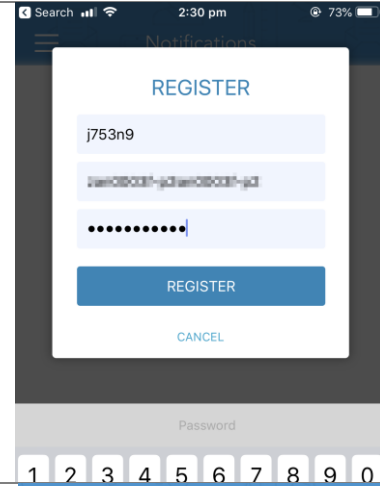 Search 2:30 pm 73%
Notifications
REGISTER
j753n9
REGISTER
CANCEL
Password
1 2 3 4 5 6 7 8 9 0